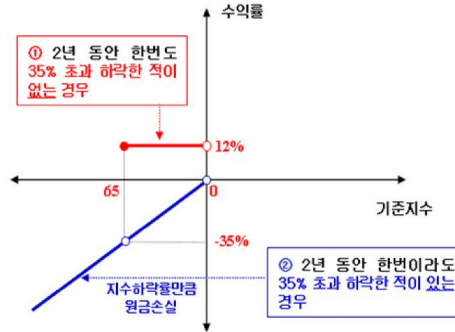 수익률
① 2년 동안 한번도
35% 초과 하락한 적이
없는 경우
12%
65
0
기준지수
-35%
② 2년 동안 한번이라도
35% 초과 하락한 적이 있는
경우
지수하락률만큼
원금손실